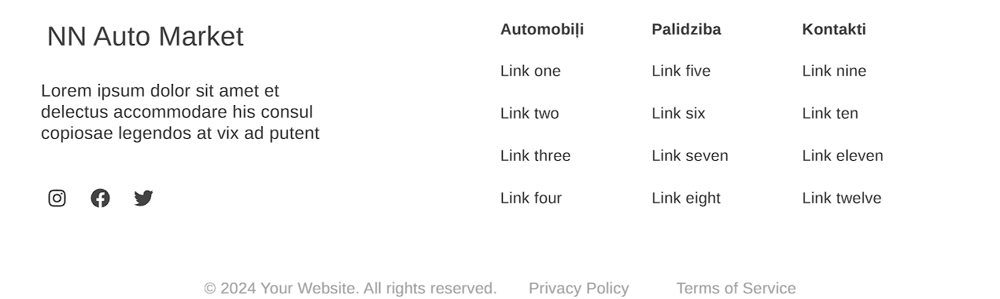 NN Auto Market
Lorem ipsum dolor sit amet et
delectus accommodare his consul
copiosae legendos at vix ad putent
Automobiļi
Link one
Link two
Link three
Link four
Palidziba
Link five
Link six
Link seven
Link eight
Kontakti
Link nine
Link ten
Link eleven
Link twelve
© 2024 Your Website. All rights reserved. Privacy Policy Terms of Service